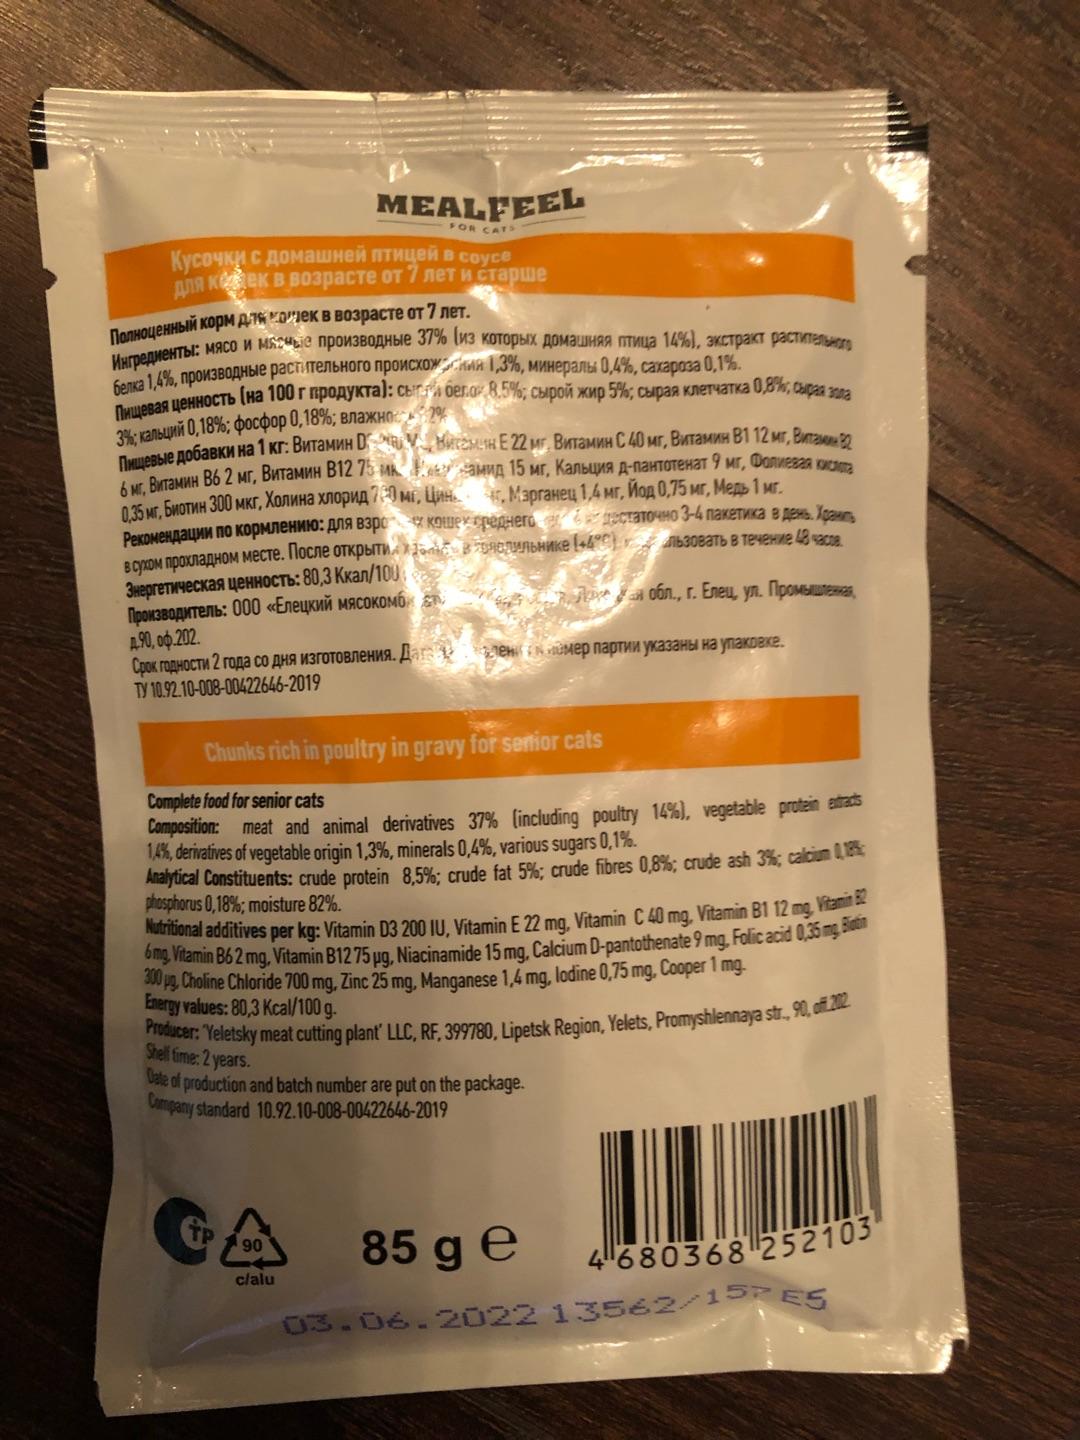 MEALFEEL
FOR CATS
Кусочки с домашней птицей в соусе
для кошек в возрасте от 7 лет и старше
Полноценный корм для кошек в возрасте от 7 лет.
Ингредиенты: мясо и мясные производные 37% (из которых домашняя птица 14%), экстракт растительного
белка 1,4%, производные растительного происхождения 1,3%, минералы 0,4%, сахароза 0,1%.
Пищевая ценность (на 100 г продукта): сырой белок 8,5%; сырой жир 5%; сырая клетчатка 0,8%; сырая зола
3%; кальций 0,18%; фосфор 0,18%;
Пищевые добавки на 1 кг: Витамин Витамин Е 22 мг, Витамин С 40 мг, Витамин В1 12 мг, Витамин В2
6 мг, Витамин В6 2 мг, Витамин В12 75 15 мг, Кальция д-пантотенат 9 мг, Фолиевая кислота
0,35 мг, Биотин 300 мкг, Холина хлорид Марганец 1,4 мг, Йод 0,75 мг, Медь 1 мг.
Рекомендации по кормлению: для кошек среднего достаточно 3-4 пакетика в день. Хранить
в сухом прохладном месте. После открытия в холодильнике (+4°С) в течение 48 часов.
Энергетическая ценность: 80,3 Ккал/100
Производитель: ООО «Елецкий обл., г. Елец, ул. Промышленная,
д.90, оф.202.
Срок годности 2 года со дня изготовления. Дата и номер партии указаны на упаковке.
ТУ 10.92.10-008-00422646-2019
Chunks rich in poultry in gravy for senior cats
Complete food for senior cats
Composition: meat and animal derivatives 37% (including poultry 14%), vegetable protein extracts
1,4%, derivatives of vegetable origin 1,3%, minerals 0,4%, various sugars 0,1%.
Analytical Constituents: crude protein 8,5%; crude fat 5%; crude fibres 0,8%; crude ash 3%; calcium 0,18%;
phosphorus 0,18%; moisture 82%.
Nutritional additives per kg: Vitamin D3 200 IU, Vitamin E 22 mg, Vitamin C 40 mg, Vitamin B1 12 mg, Vitamin B2
6 mg, Vitamin B6 2 mg, Vitamin B12 75 µg, Niacinamide 15 mg, Calcium D-pantothenate 9 mg, Folic acid 0,35 mg, Biotin
300 µg, Choline Chloride 700 mg, Zinc 25 mg, Manganese 1,4 mg, Iodine 0,75 mg, Cooper 1 mg.
Energy values: 80,3 Kcal/100 g.
Producer: 'Yeletsky meat cutting plant' LLC, RF, 399780, Lipetsk Region, Yelets, Promyshlennaya str., 90, off.202.
Shelf time: 2 years.
Date of production and batch number are put on the package.
Company standard 10.92.10-008-00422646-2019
ТР
90
c/alu
85 g e
4 680368 252103
03.06.2022 13562/157 E5